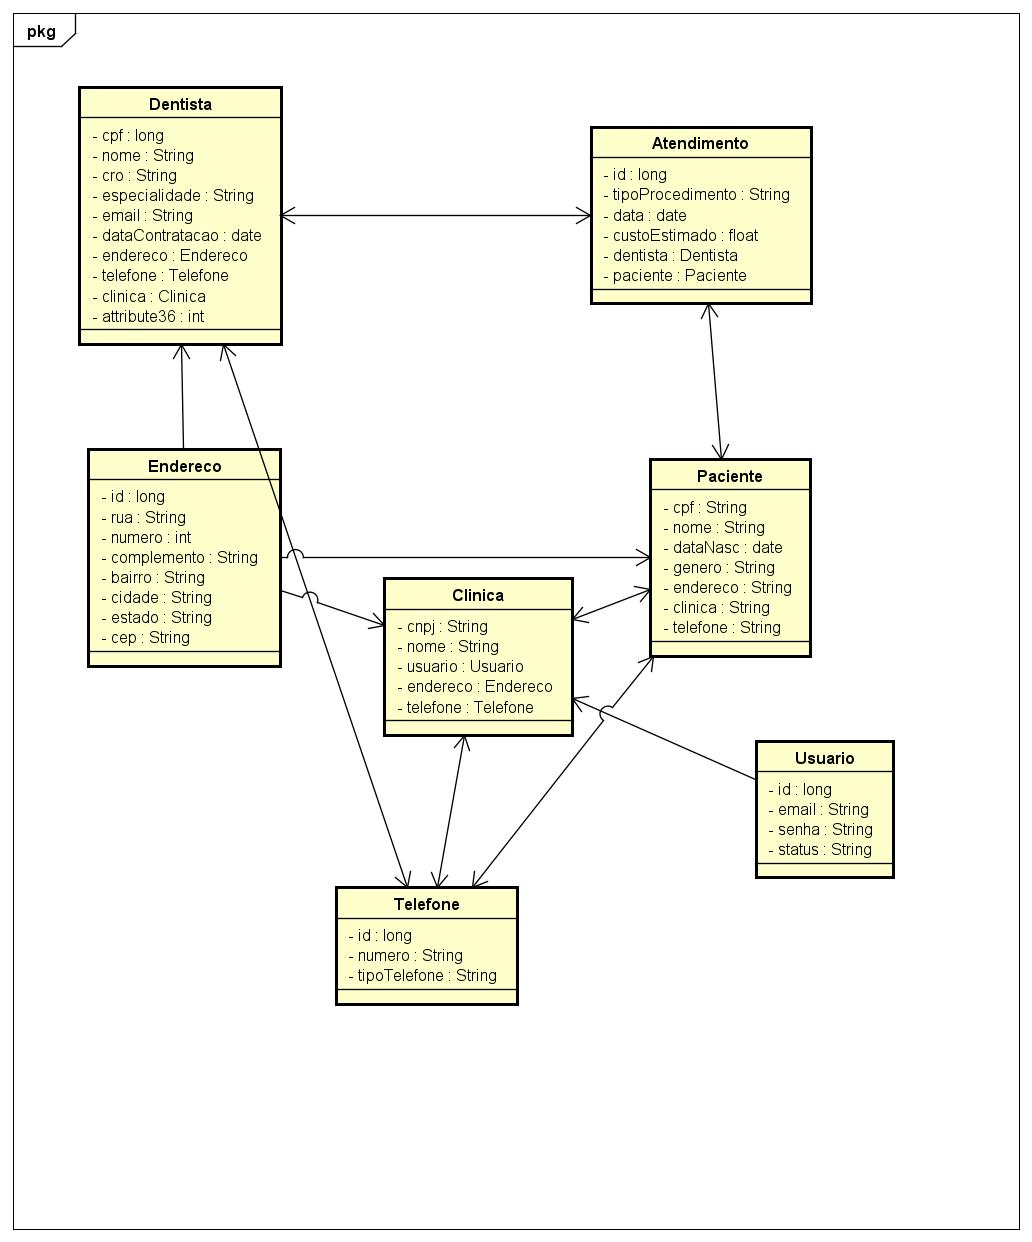 pkg
Dentista
- cpf : long
- nome : String
- cro : String
- especialidade : String
- email : String
- dataContratacao : date
- endereco : Endereco
- telefone : Telefone
- clinica : Clinica
- attribute36 : int
Atendimento
- id : long
- tipoProcedimento : String
- data : date
- custoEstimado : float
- dentista : Dentista
- paciente : Paciente
Endereco
- id : long
- rua : String
- numero : int
- complemento : String
- bairro : String
- cidade : String
- estado : String
- cep : String
Paciente
- cpf : String
- nome : String
- dataNasc : date
- genero : String
- endereco : String
- clinica : String
- telefone : String
Clinica
- cnpj : String
- nome : String
- usuario : Usuario
- endereco : Endereco
- telefone : Telefone
Usuario
- id : long
- email : String
- senha : String
- status : String
Telefone
- id : long
- numero : String
- tipoTelefone : String